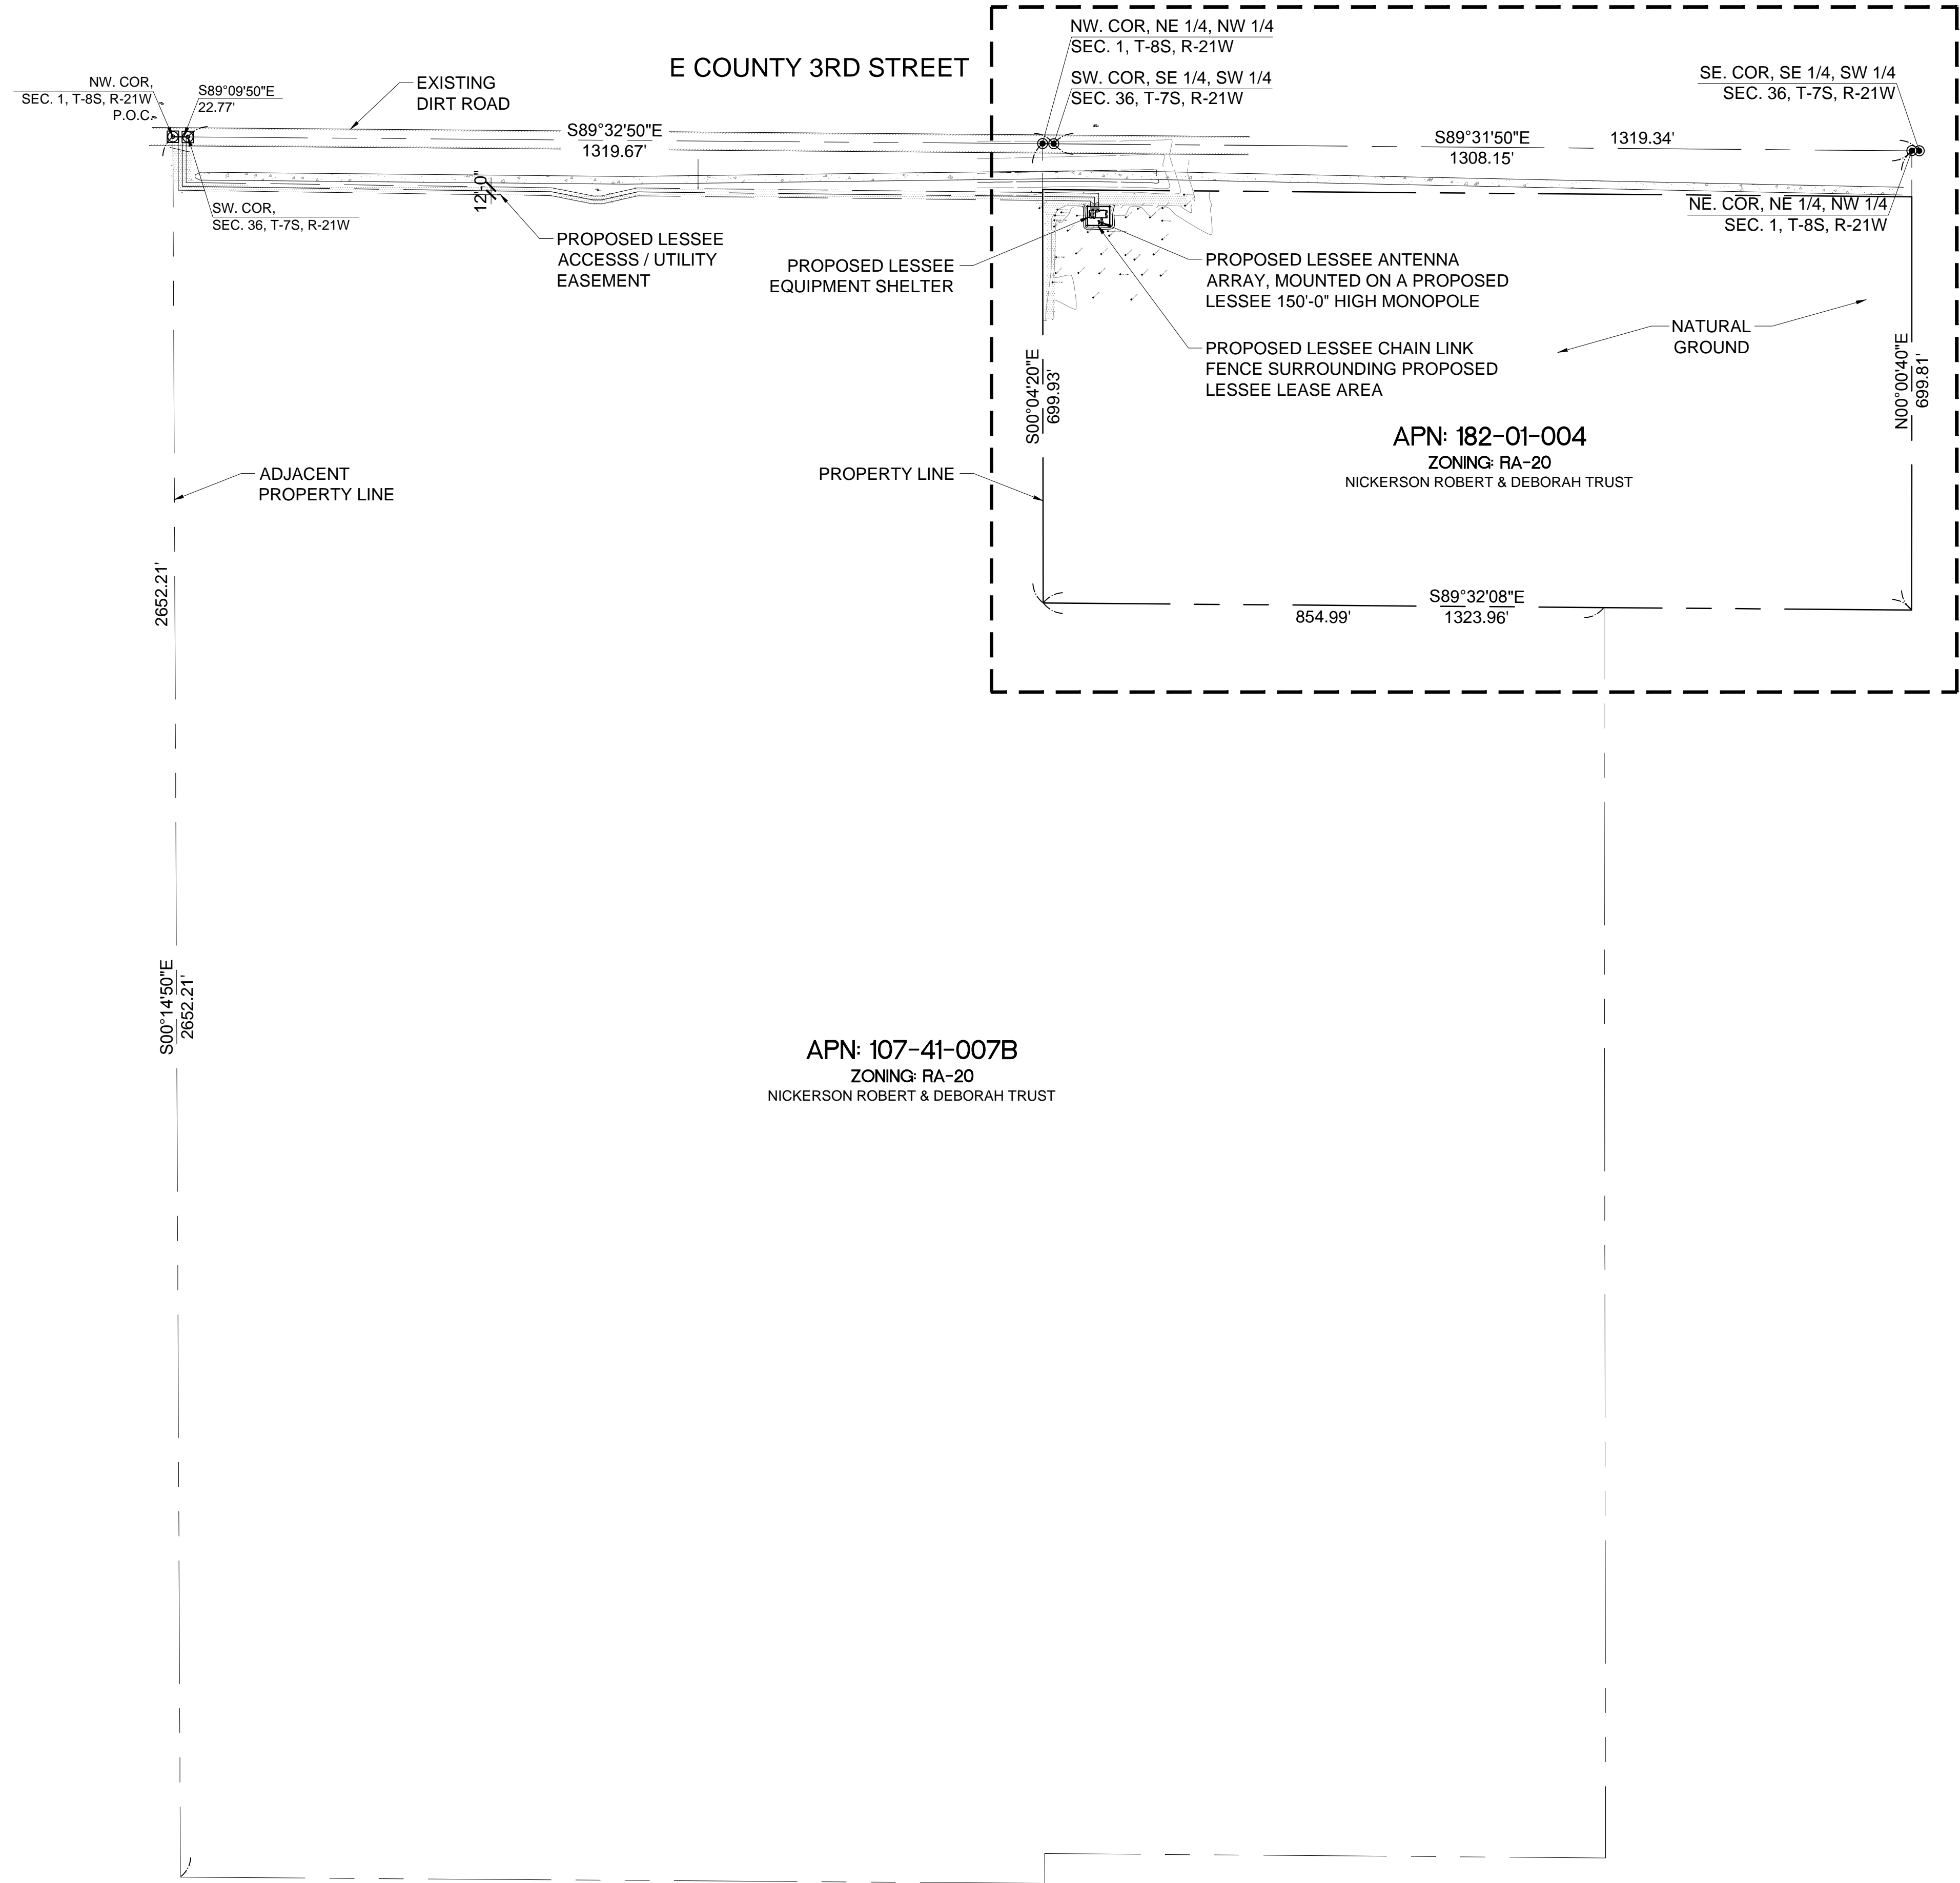 NW. COR, NE 1/4, NW 1/4
SEC. 1, T-8S, R-21W
E COUNTY 3RD STREET
SW. COR, SE 1/4, SW 1/4
SEC. 36, T-7S, R-21W
SE. COR, SE 1/4, SW 1/4
SEC. 36, T-7S, R-21W
NW. COR,
SEC. 1, T-8S, R-21W
P.O.C.
S89°09'50"E
22.77'
EXISTING
DIRT ROAD
S89°32'50"E
1319.67'
S89°31'50"E
1308.15'
1319.34'
12'-0"
SW. COR,
SEC. 36, T-7S, R-21W
NE. COR, NE 1/4, NW 1/4
SEC. 1, T-8S, R-21W
PROPOSED LESSEE
ACCESSS / UTILITY
EASEMENT
PROPOSED LESSEE
EQUIPMENT SHELTER
PROPOSED LESSEE ANTENNA
ARRAY, MOUNTED ON A PROPOSED
LESSEE 150'-0" HIGH MONOPOLE
NATURAL
GROUND
PROPOSED LESSEE CHAIN LINK
FENCE SURROUNDING PROPOSED
LESSEE LEASE AREA
S00°04'20"E
699.93'
N00°00'40"E
699.81'
APN: 182-01-004
ZONING: RA-20
NICKERSON ROBERT & DEBORAH TRUST
ADJACENT
PROPERTY LINE
PROPERTY LINE
2652.21'
S89°32'08"E
854.99'
1323.96'
S00°14'50"E
2652.21'
APN: 107-41-007B
ZONING: RA-20
NICKERSON ROBERT & DEBORAH TRUST